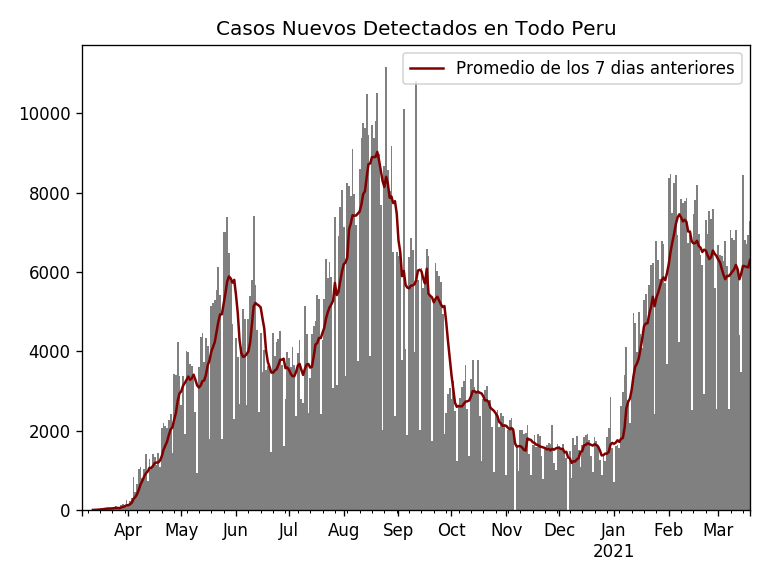 Casos Nuevos Detectados en Todo Peru
Promedio de los 7 dias anteriores
10000
8000
6000
4000
2000
0
Apr May Jun Jul Aug Sep Oct Nov Dec Jan Feb Mar
2021